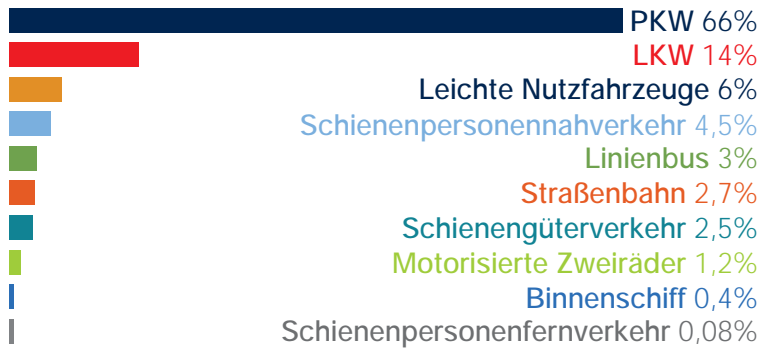 PKW 66%
LKW 14%
Leichte Nutzfahrzeuge 6%
Schienenpersonennahverkehr 4,5%
Linienbus 3%
Straßenbahn 2,7%
Schienengüterverkehr 2,5%
Motorisierte Zweiräder 1,2%
Binnenschiff 0,4%
Schienenpersonenfernverkehr 0,08%